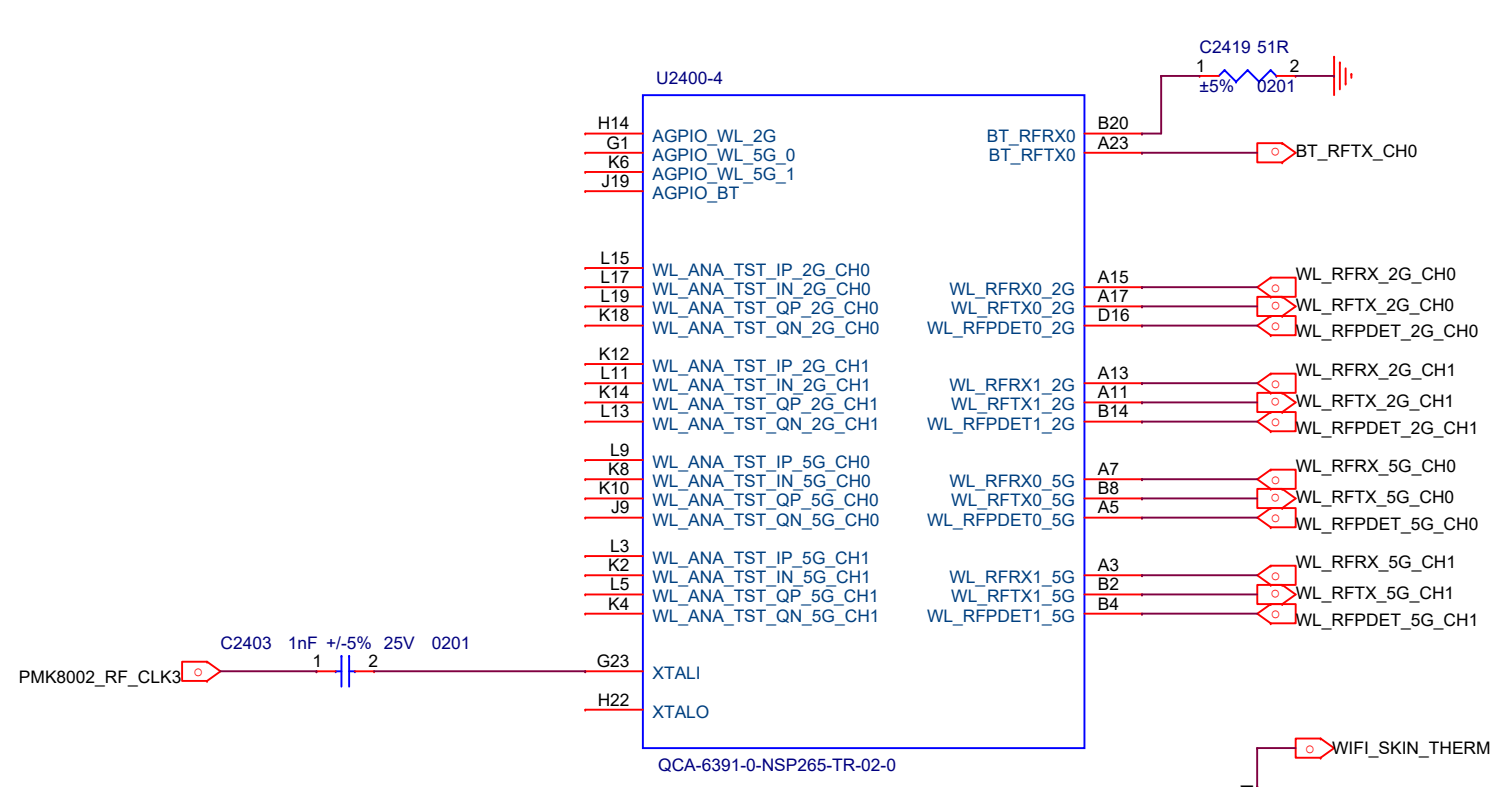 C2419 51R
1 2
±5% 0201
U2400-4
H14 AGPIO_WL_2G BT_RFRX0 B20
G1 AGPIO_WL_5G_0 BT_RFTX0 A23 BT_RFTX_CH0
K6 AGPIO_WL_5G_1
J19 AGPIO_BT
L15 WL_ANA_TST_IP_2G_CH0
L17 WL_ANA_TST_IN_2G_CH0 WL_RFRX0_2G A15 WL_RFRX_2G_CH0
L19 WL_ANA_TST_QP_2G_CH0 WL_RFTX0_2G A17 WL_RFTX_2G_CH0
K18 WL_ANA_TST_QN_2G_CH0 WL_RFPDET0_2G D16 WL_RFPDET_2G_CH0
K12 WL_ANA_TST_IP_2G_CH1
L11 WL_ANA_TST_IN_2G_CH1 WL_RFRX1_2G A13 WL_RFRX_2G_CH1
K14 WL_ANA_TST_QP_2G_CH1 WL_RFTX1_2G A11 WL_RFTX_2G_CH1
L13 WL_ANA_TST_QN_2G_CH1 WL_RFPDET1_2G B14 WL_RFPDET_2G_CH1
L9 WL_ANA_TST_IP_5G_CH0
K8 WL_ANA_TST_IN_5G_CH0 WL_RFRX0_5G A7 WL_RFRX_5G_CH0
K10 WL_ANA_TST_QP_5G_CH0 WL_RFTX0_5G B8 WL_RFTX_5G_CH0
J9 WL_ANA_TST_QN_5G_CH0 WL_RFPDET0_5G A5 WL_RFPDET_5G_CH0
L3 WL_ANA_TST_IP_5G_CH1
K2 WL_ANA_TST_IN_5G_CH1 WL_RFRX1_5G A3 WL_RFRX_5G_CH1
L5 WL_ANA_TST_QP_5G_CH1 WL_RFTX1_5G B2 WL_RFTX_5G_CH1
K4 WL_ANA_TST_QN_5G_CH1 WL_RFPDET1_5G B4 WL_RFPDET_5G_CH1
C2403 1nF +/-5% 25V 0201
PMK8002_RF_CLK3 1 2 G23 XTALI
H22 XTALO
WIFI_SKIN_THERM
QCA-6391-0-NSP265-TR-02-0